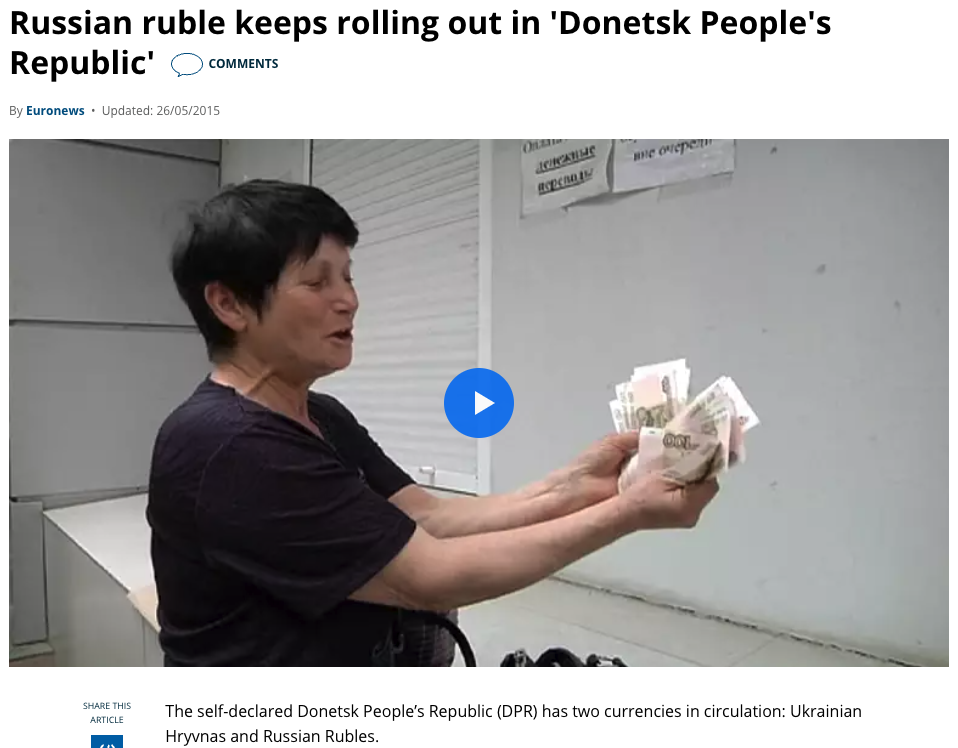 Russian ruble keeps rolling out in 'Donetsk People's
Republic' COMMENTS
By Euronews • Updated: 26/05/2015
денежные
переводы
вне очереди
100
SHARE THIS
ARTICLE
The self-declared Donetsk People’s Republic (DPR) has two currencies in circulation: Ukrainian
Hryvnas and Russian Rubles.